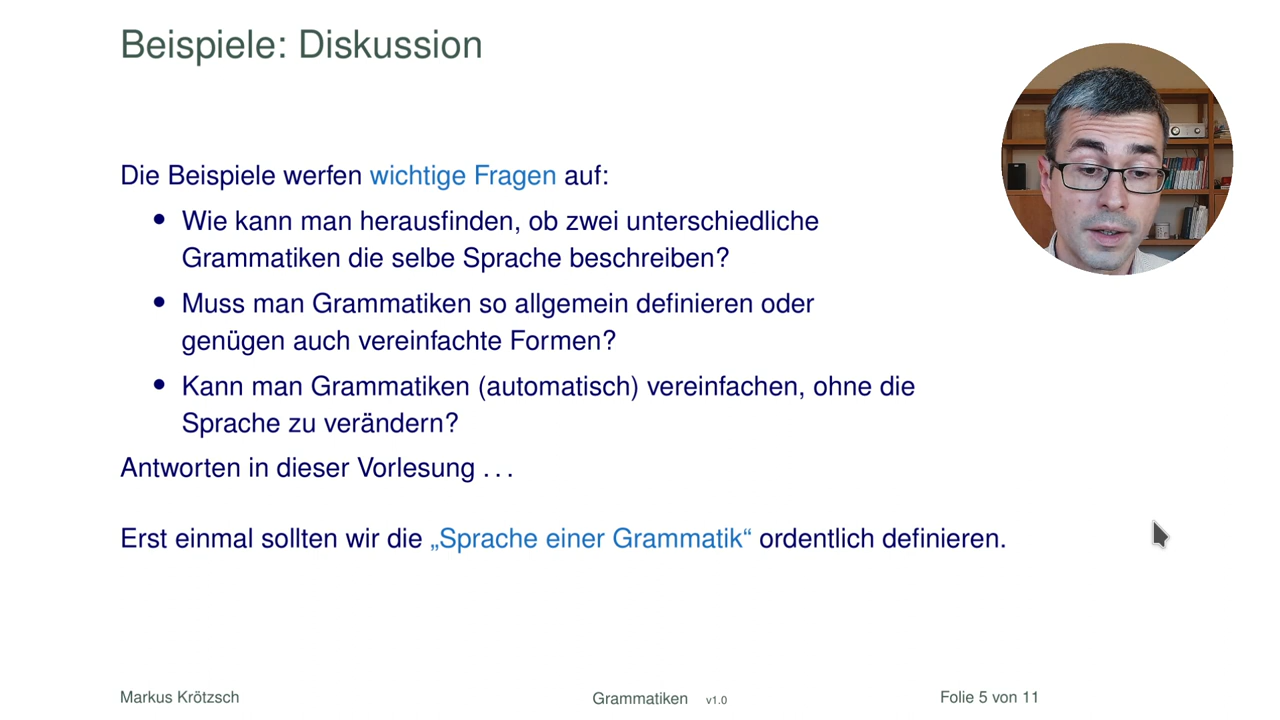 Beispiele: Diskussion
Die Beispiele werfen wichtige Fragen auf:
• Wie kann man herausfinden, ob zwei unterschiedliche
Grammatiken die selbe Sprache beschreiben?
• Muss man Grammatiken so allgemein definieren oder
genügen auch vereinfachte Formen?
• Kann man Grammatiken (automatisch) vereinfachen, ohne die
Sprache zu verändern?
Antworten in dieser Vorlesung . . .
Erst einmal sollten wir die „Sprache einer Grammatik“ ordentlich definieren.
Markus Krötzsch Grammatiken v1.0 Folie 5 von 11